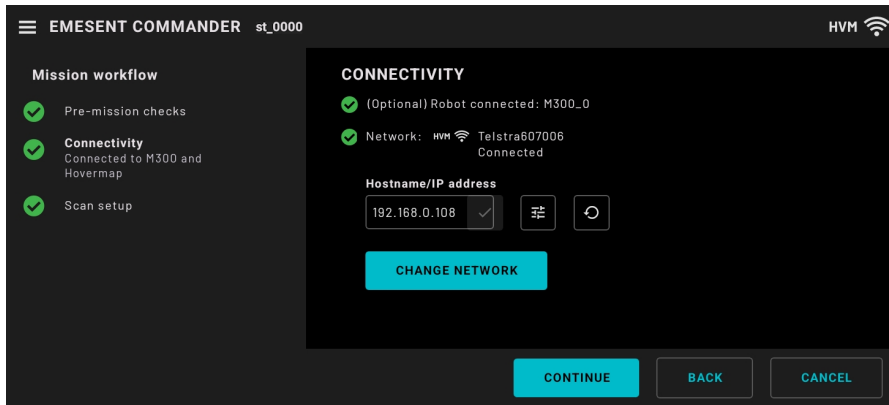 EMESENT COMMANDER st_0000
HVM
Mission workflow
Pre-mission checks
Connectivity
Connected to M300 and
Hovermap
Scan setup
CONNECTIVITY
(Optional) Robot connected: M300_0
Network: HVM Telstra607006
Connected
Hostname/IP address
192.168.0.108
CHANGE NETWORK
CONTINUE
BACK
CANCEL